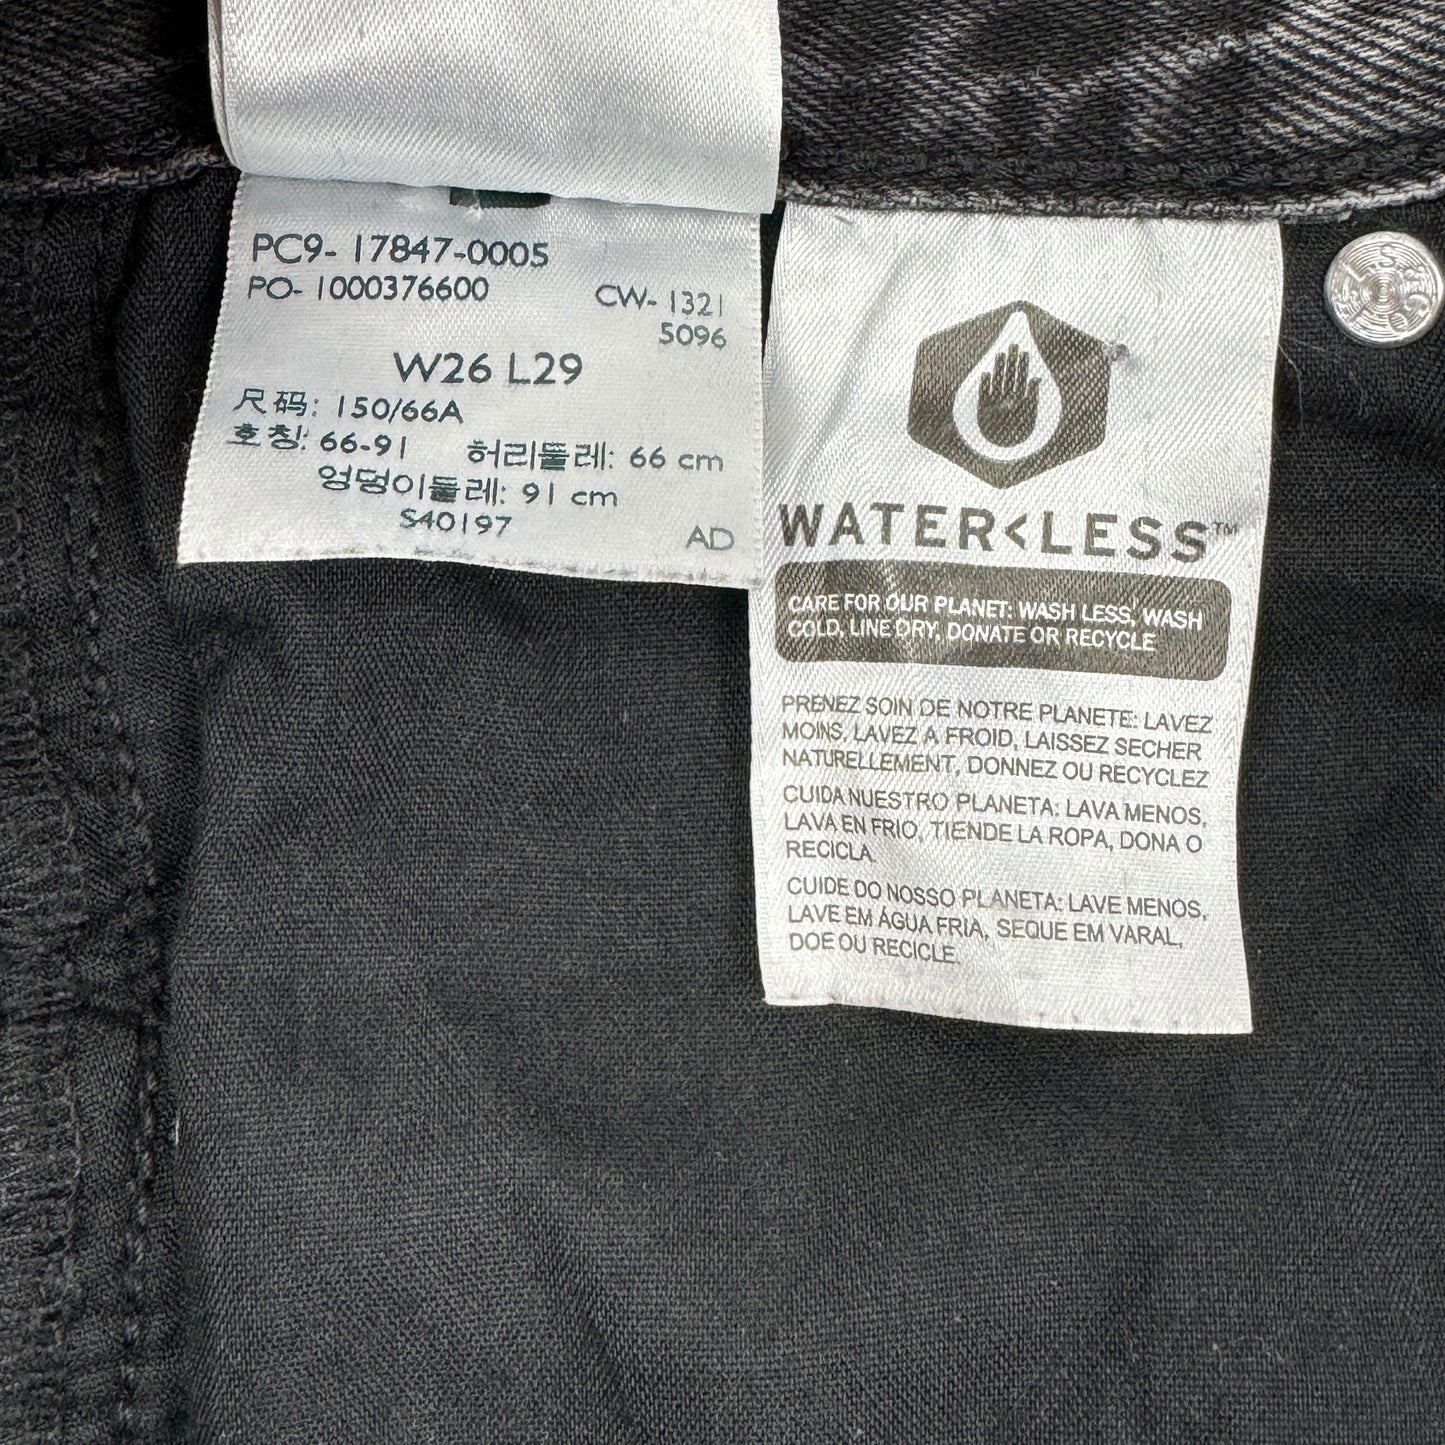 PC9- 17847-0005
PO- 1000376600
CW- 1321
5096
W26 L29
尺码: 150/66A
호칭: 66-91 허리둘레: 66 cm
엉덩이둘레: 91 cm
S40197
AD
WATER<LESS™
CARE FOR OUR PLANET: WASH LESS, WASH
COLD, LINE DRY, DONATE OR RECYCLE
PRENEZ SOIN DE NOTRE PLANETE: LAVEZ
MOINS, LAVEZ A FROID, LAISSEZ SECHER
NATURELLEMENT, DONNEZ OU RECYCLEZ
CUIDA NUESTRO PLANETA: LAVA MENOS,
LAVA EN FRIO, TIENDE LA ROPA, DONA O
RECICLA.
CUIDE DO NOSSO PLANETA: LAVE MENOS,
LAVE EM ÁGUA FRIA, SEQUE EM VARAL,
DOE OU RECICLE.